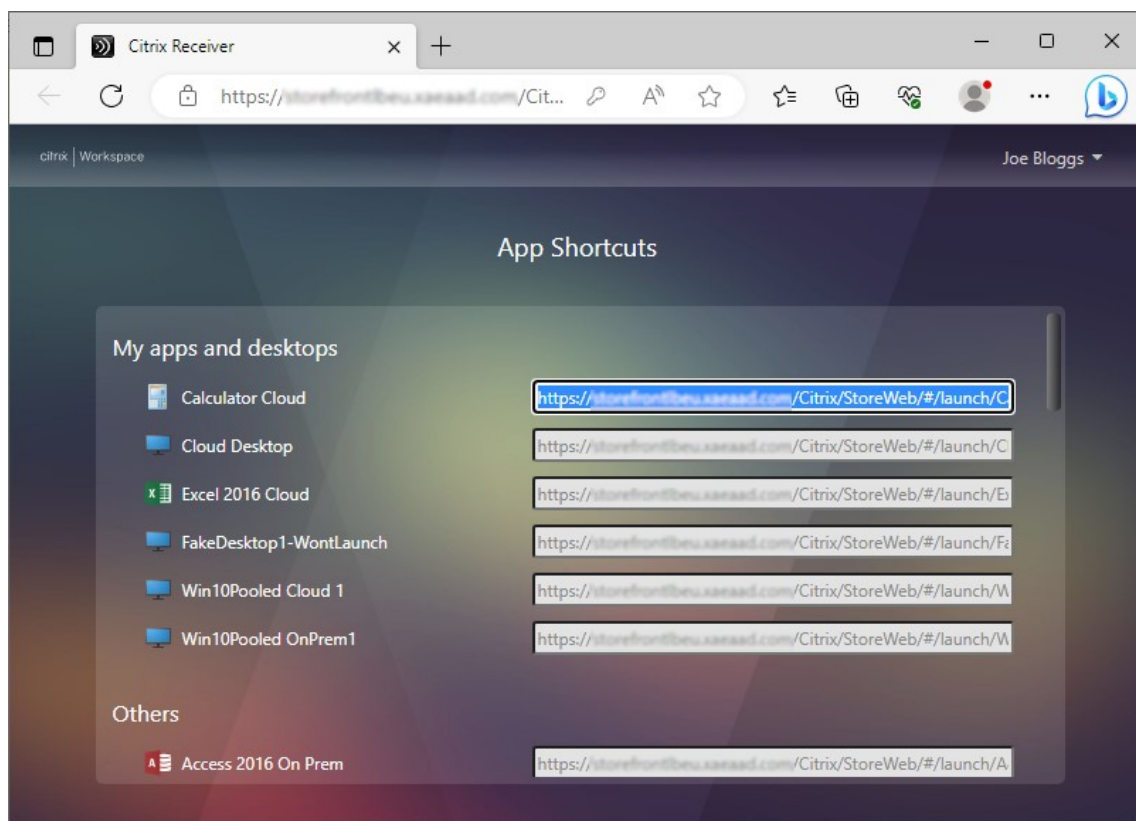 Citrix Receiver
https:// /Cit...
citrix | Workspace
Joe Bloggs
App Shortcuts
My apps and desktops
Calculator Cloud https:// /Citrix/StoreWeb/#/launch/C
Cloud Desktop https:// /Citrix/StoreWeb/#/launch/C
Excel 2016 Cloud https:// /Citrix/StoreWeb/#/launch/E
FakeDesktop1-WontLaunch https:// /Citrix/StoreWeb/#/launch/Fa
Win10Pooled Cloud 1 https:// /Citrix/StoreWeb/#/launch/W
Win10Pooled OnPrem1 https:// /Citrix/StoreWeb/#/launch/W
Others
Access 2016 On Prem https:// /Citrix/StoreWeb/#/launch/A